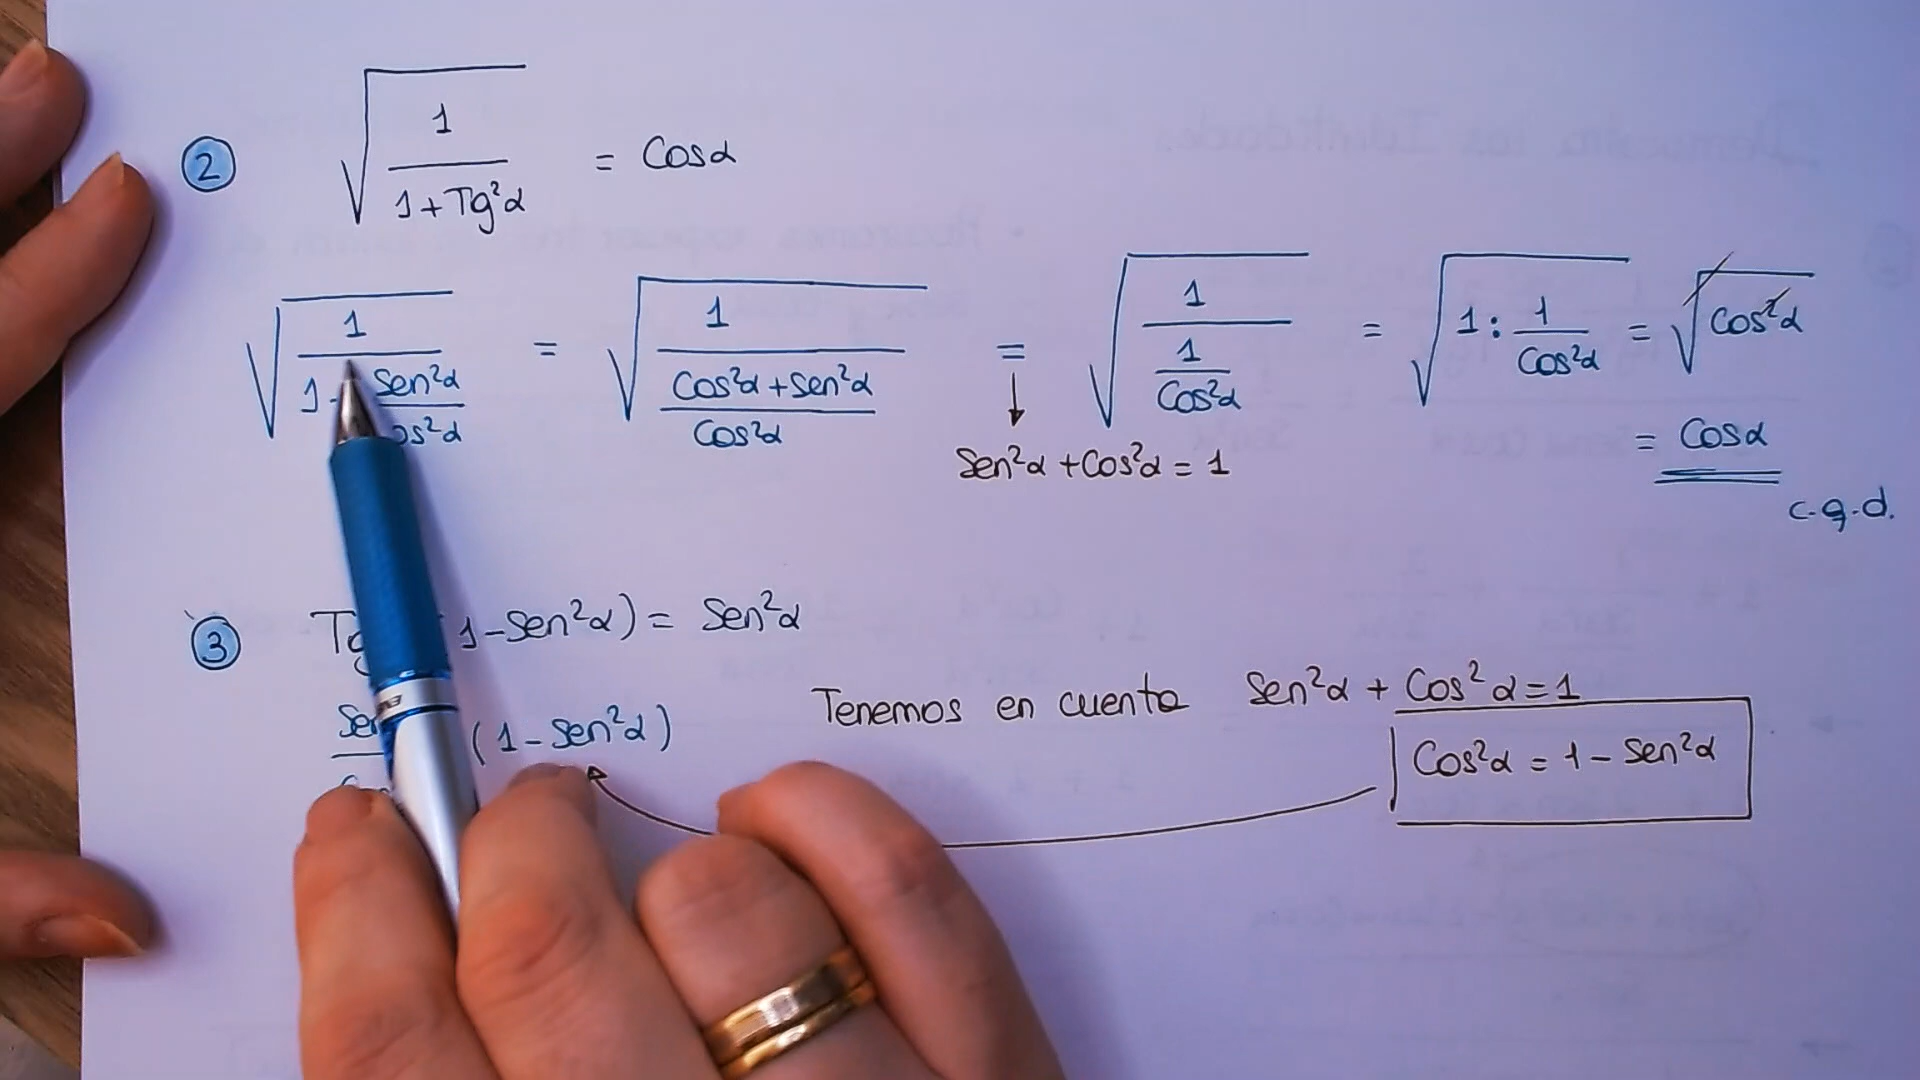 2 √(1/(1+Tg²α)) = Cosα
√(1/(1+Sen²α/Cos²α)) = √(1/((Cos²α+Sen²α)/Cos²α)) = √(1/(1/Cos²α)) = √(1:1/Cos²α) = √(Cos²α)
Sen²α + Cos²α = 1
= Cosα
c.q.d.
3 1-Sen²α) = Sen²α
(1-Sen²α)
Tenemos en cuenta Sen²α + Cos²α = 1
Cos²α = 1 - Sen²α